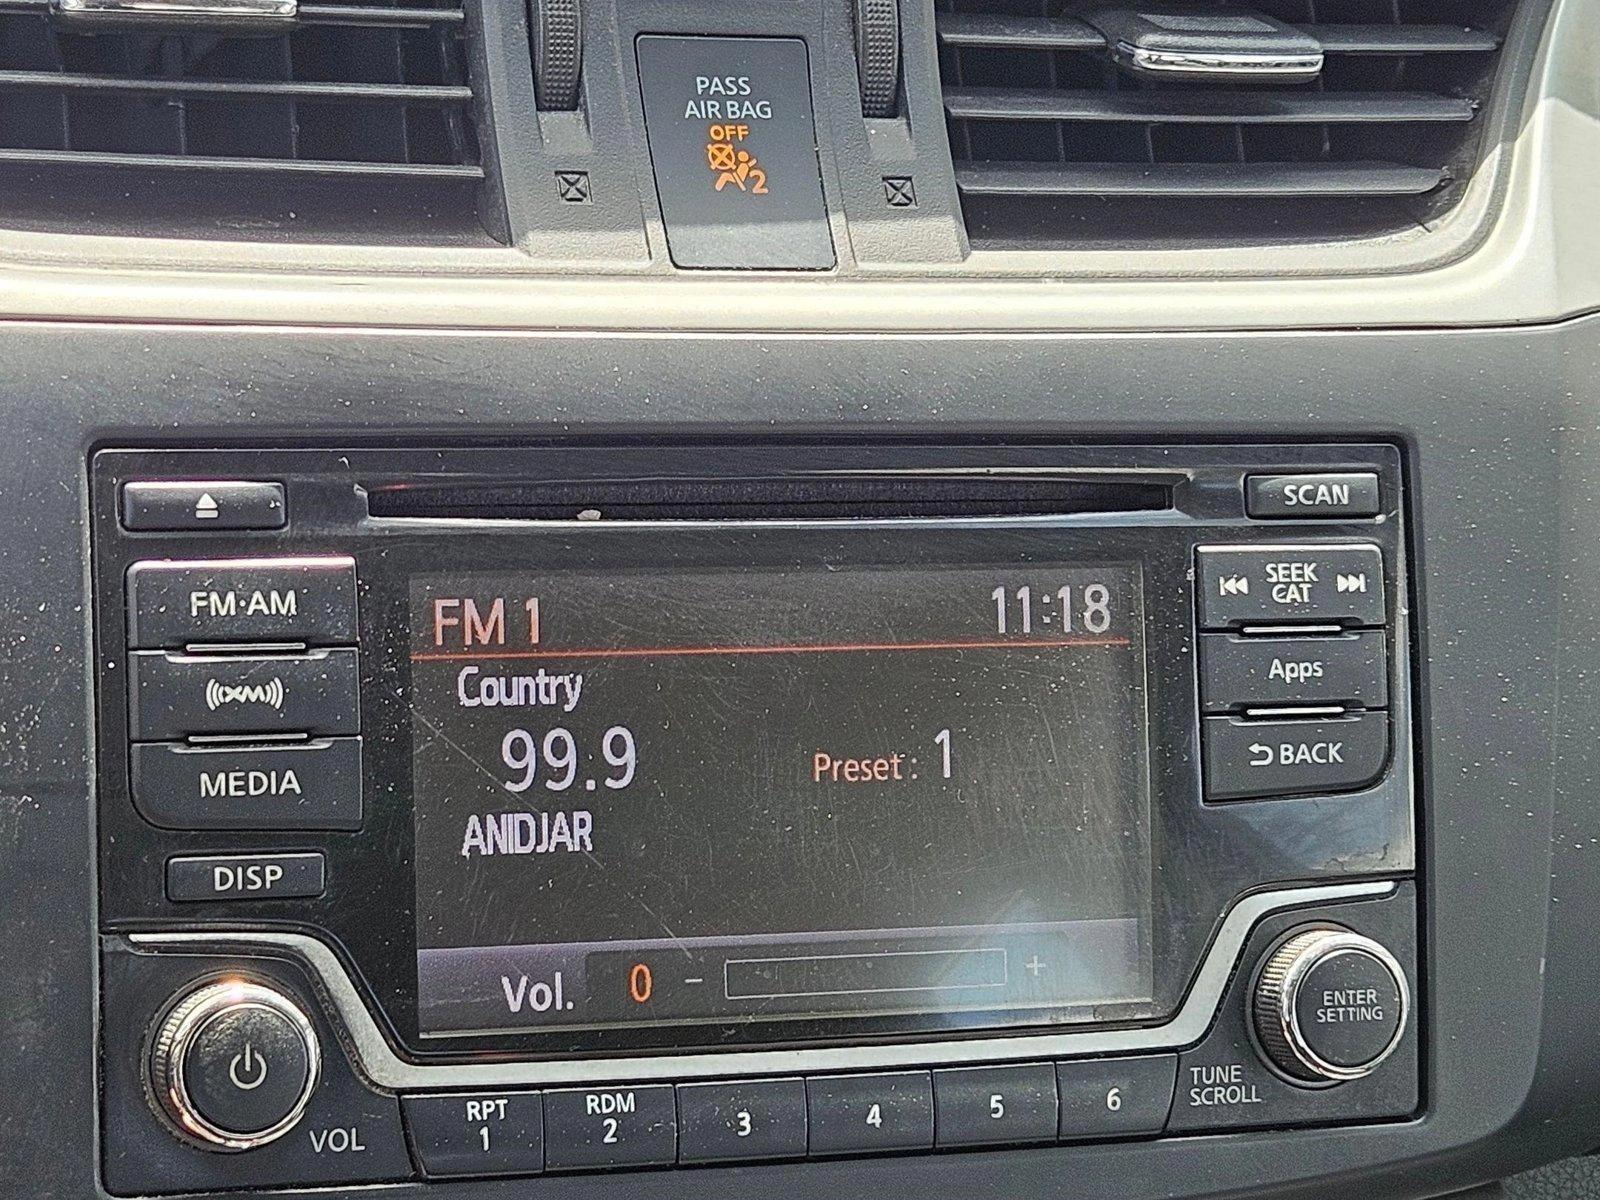 PASS
AIR BAG
OFF
2
SCAN
FM·AM
XM
MEDIA
DISP
VOL
FM 1 11:18
Country
99.9 Preset: 1
ANIDJAR
Vol. 0 - +
SEEK
CAT
Apps
BACK
ENTER
SETTING
TUNE
SCROLL
RPT
1
RDM
2
3
4
5
6